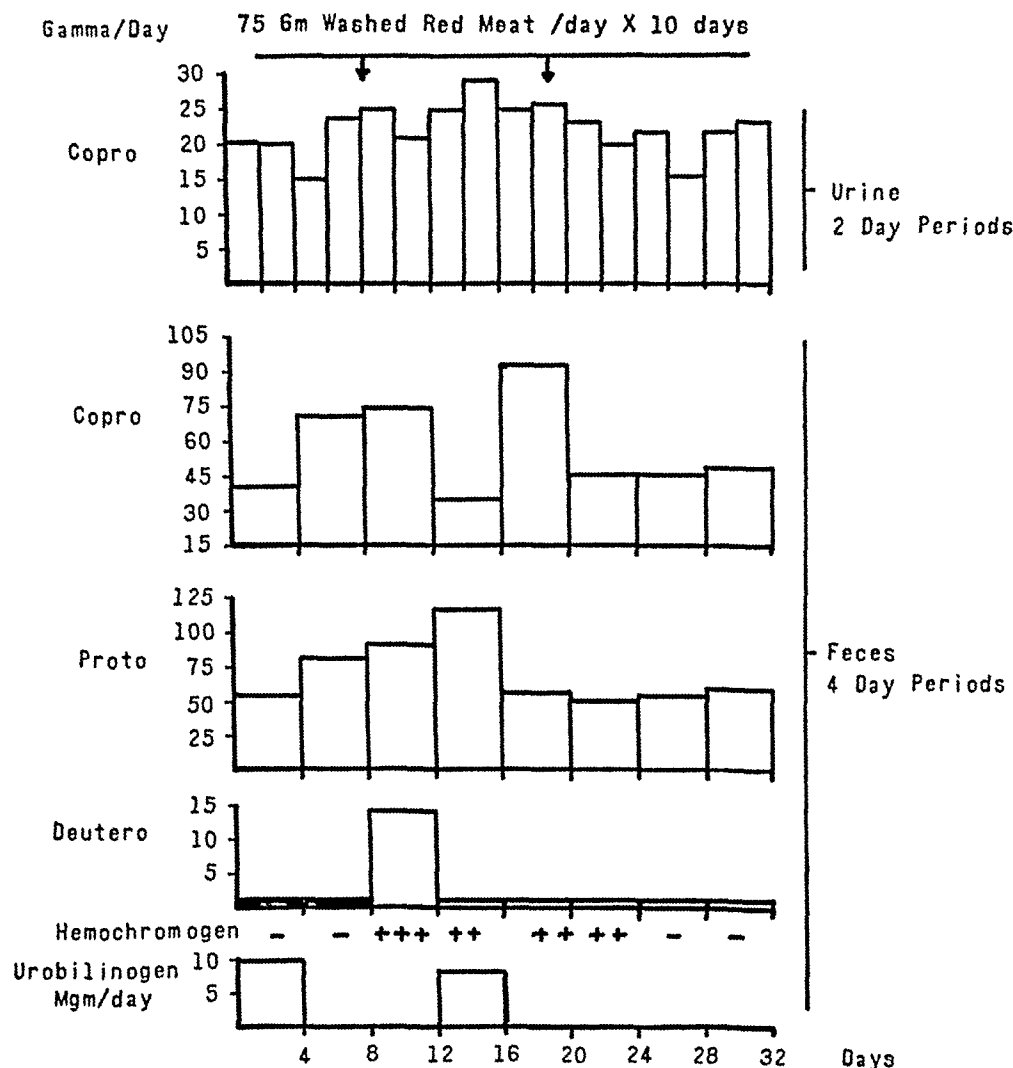 Gamma/Day
75 Gm Washed Red Meat /day X 10 days
30
25
20
15
10
5
Copro
Urine
2 Day Periods
105
90
75
60
45
30
15
Copro
125
100
75
50
25
Proto
Feces
4 Day Periods
15
10
5
Deutero
Hemochromogen - - +++ ++ ++ ++ - -
Urobilinogen
Mgm/day
10
5
4 8 12 16 20 24 28 32 Days